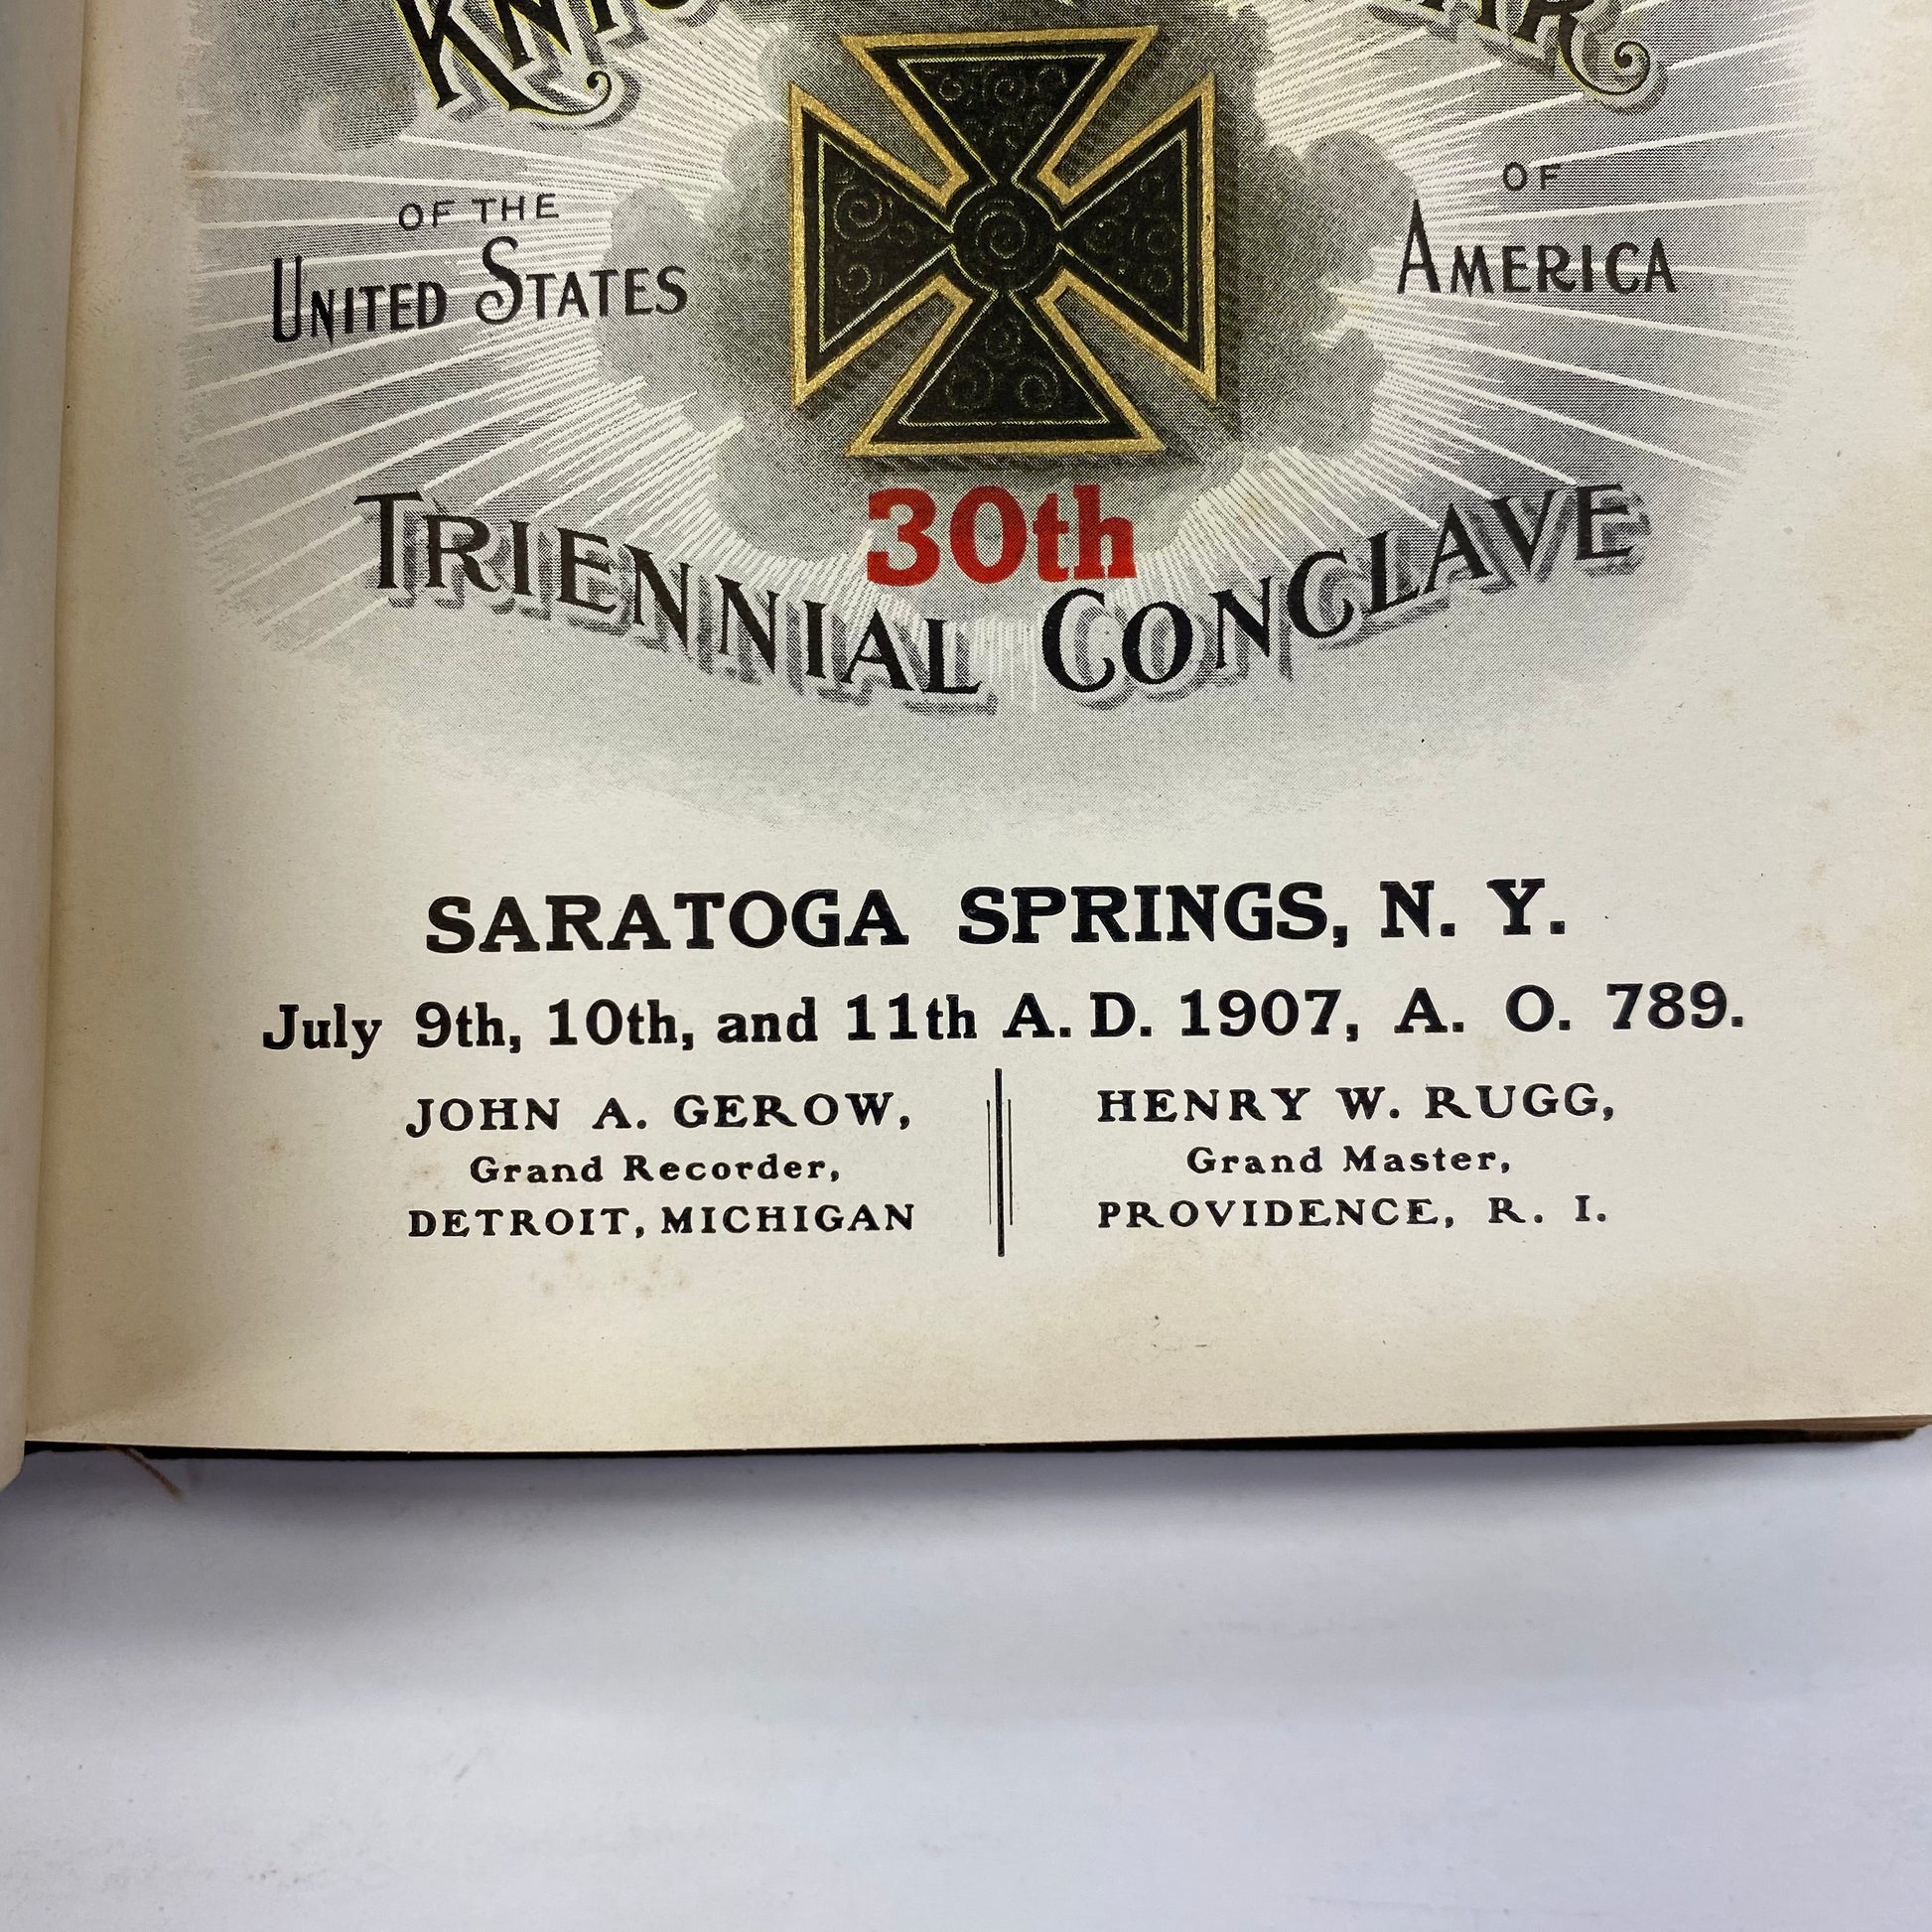 OF THE
UNITED STATES
OF
AMERICA
30th
TRIENNIAL CONCLAVE
SARATOGA SPRINGS, N. Y.
July 9th, 10th, and 11th A. D. 1907, A. O. 789.
JOHN A. GEROW,
Grand Recorder,
DETROIT, MICHIGAN
HENRY W. RUGG,
Grand Master,
PROVIDENCE, R. I.